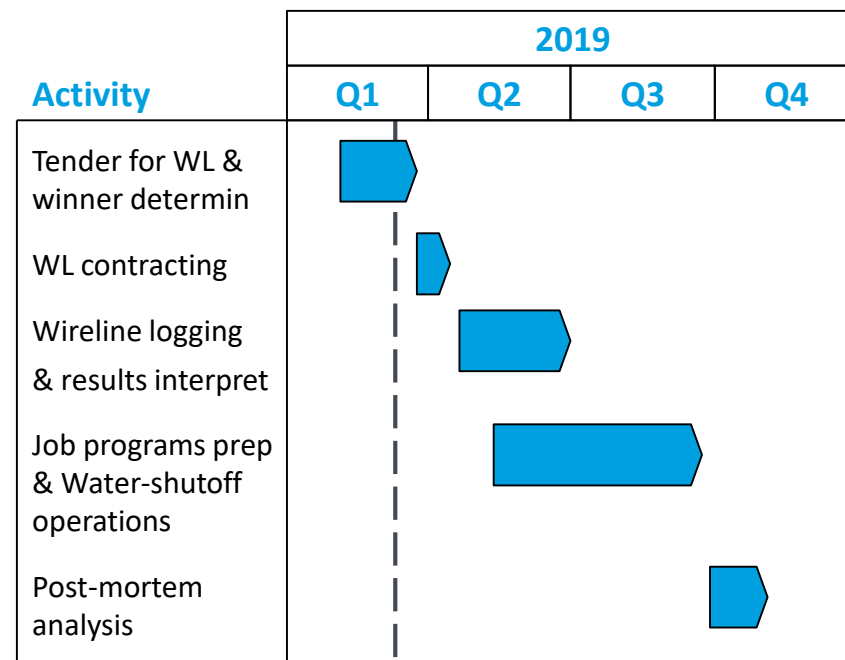 2019
Activity
Q1
Q2
Q3
Q4
Tender for WL &
winner determin
WL contracting
Wireline logging
& results interpret
Job programs prep
& Water-shutoff
operations
Post-mortem
analysis